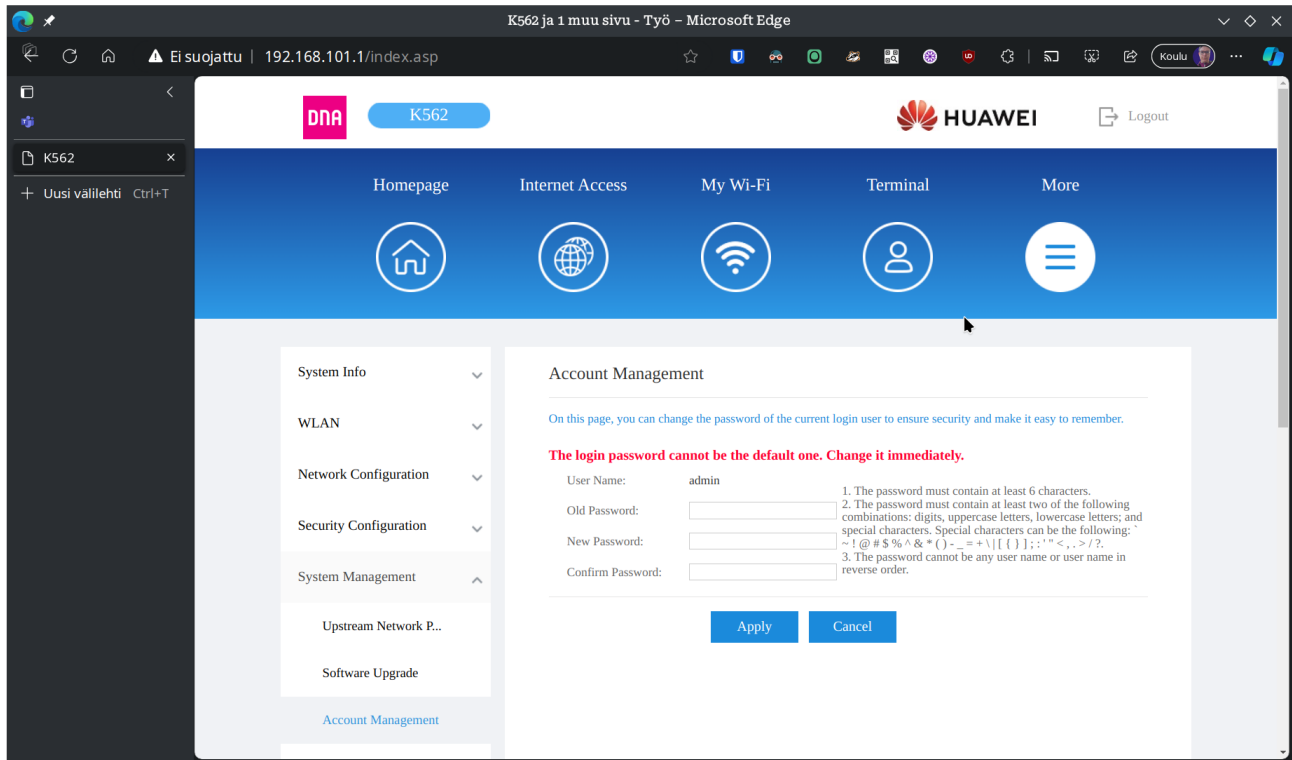 K562 ja 1 muu sivu - Työ – Microsoft Edge
Ei suojattu | 192.168.101.1/index.asp
Koulu
K562
Uusi välilehti Ctrl+T
DNA
K562
HUAWEI
Logout
Homepage
Internet Access
My Wi-Fi
Terminal
More
System Info
WLAN
Network Configuration
Security Configuration
System Management
Upstream Network P...
Software Upgrade
Account Management
Account Management
On this page, you can change the password of the current login user to ensure security and make it easy to remember.
The login password cannot be the default one. Change it immediately.
User Name: admin
Old Password:
New Password:
Confirm Password:
1. The password must contain at least 6 characters.
2. The password must contain at least two of the following
combinations: digits, uppercase letters, lowercase letters; and
special characters. Special characters can be the following: `
~ ! @ # $ % ^ & * ( ) - _ = + \ | [ { } ] ; : ' " < , . > / ?.
3. The password cannot be any user name or user name in
reverse order.
Apply
Cancel